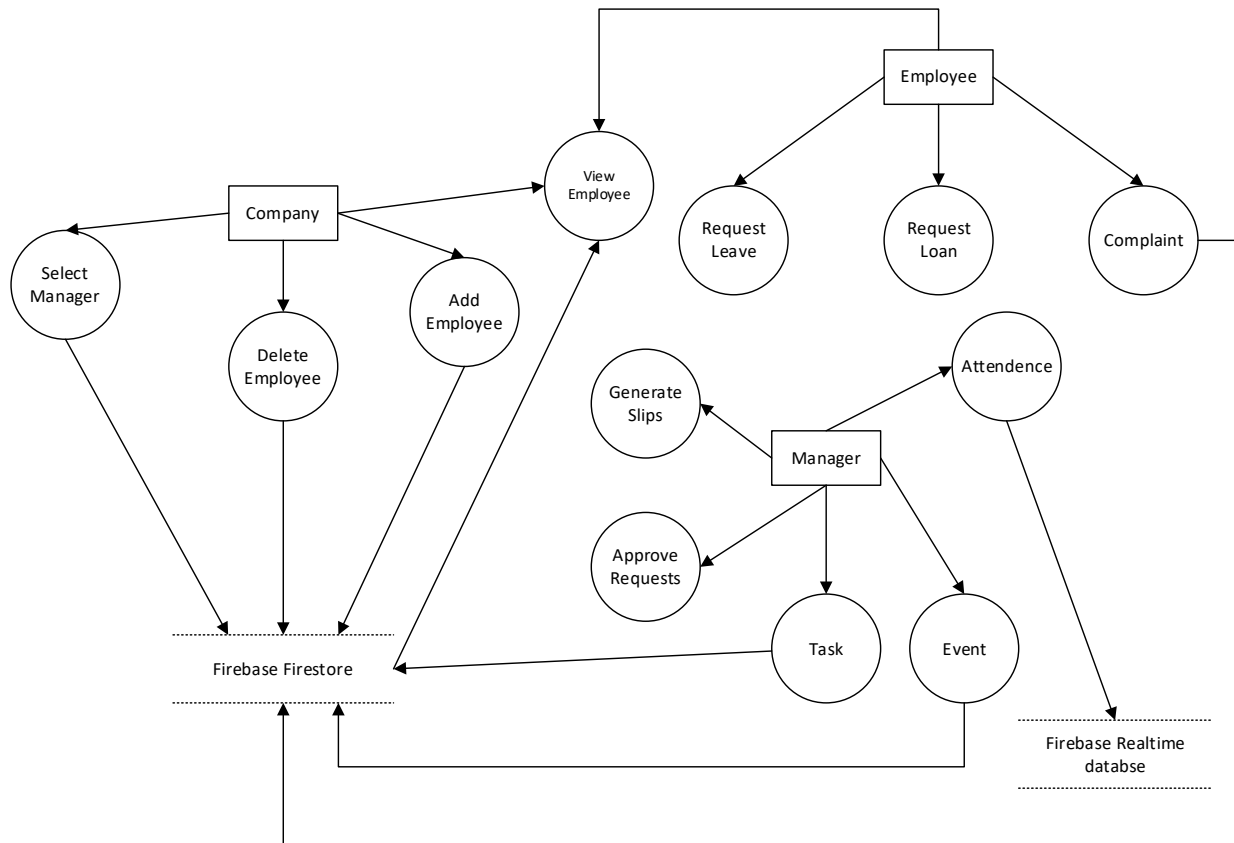 Employee
View
Employee
Company
Request
Leave
Request
Loan
Complaint
Select
Manager
Add
Employee
Delete
Employee
Attendence
Generate
Slips
Manager
Approve
Requests
Task
Event
Firebase Firestore
Firebase Realtime
databse